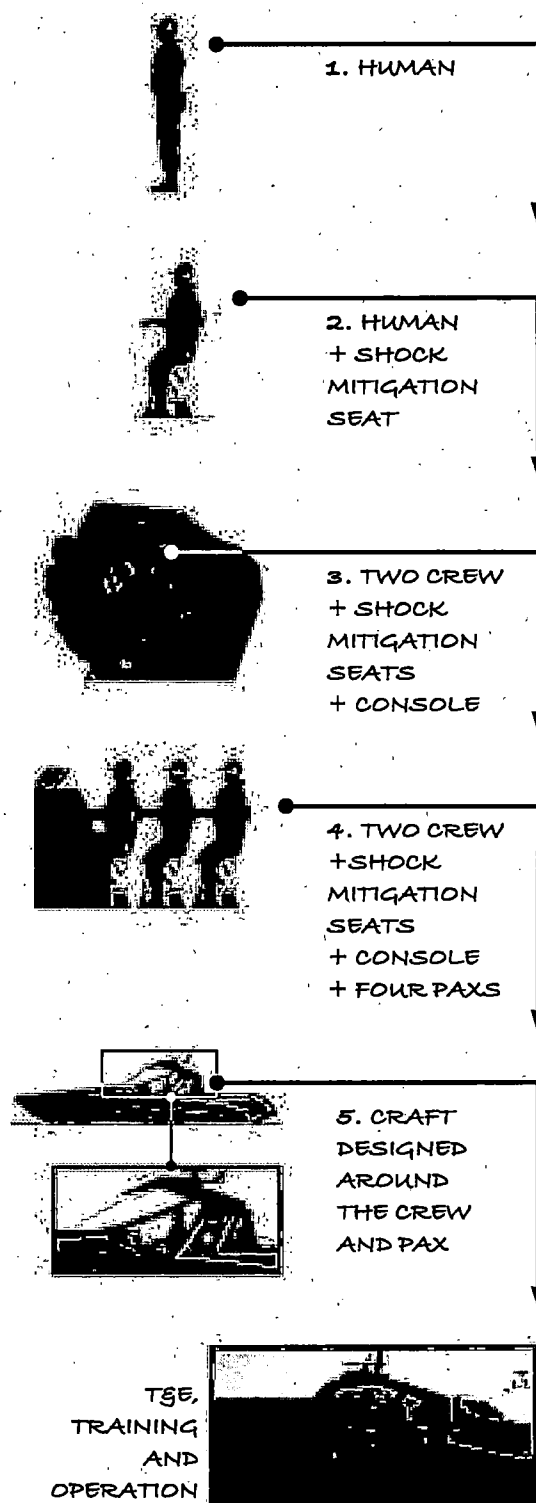 1. HUMAN
2. HUMAN
+ SHOCK
MITIGATION
SEAT
3. TWO CREW
+ SHOCK
MITIGATION
SEATS
+ CONSOLE
4. TWO CREW
+SHOCK
MITIGATION
SEATS
+ CONSOLE
+ FOUR PAXS
5. CRAFT
DESIGNED
AROUND
THE CREW
AND PAX
T&E,
TRAINING
AND
OPERATION